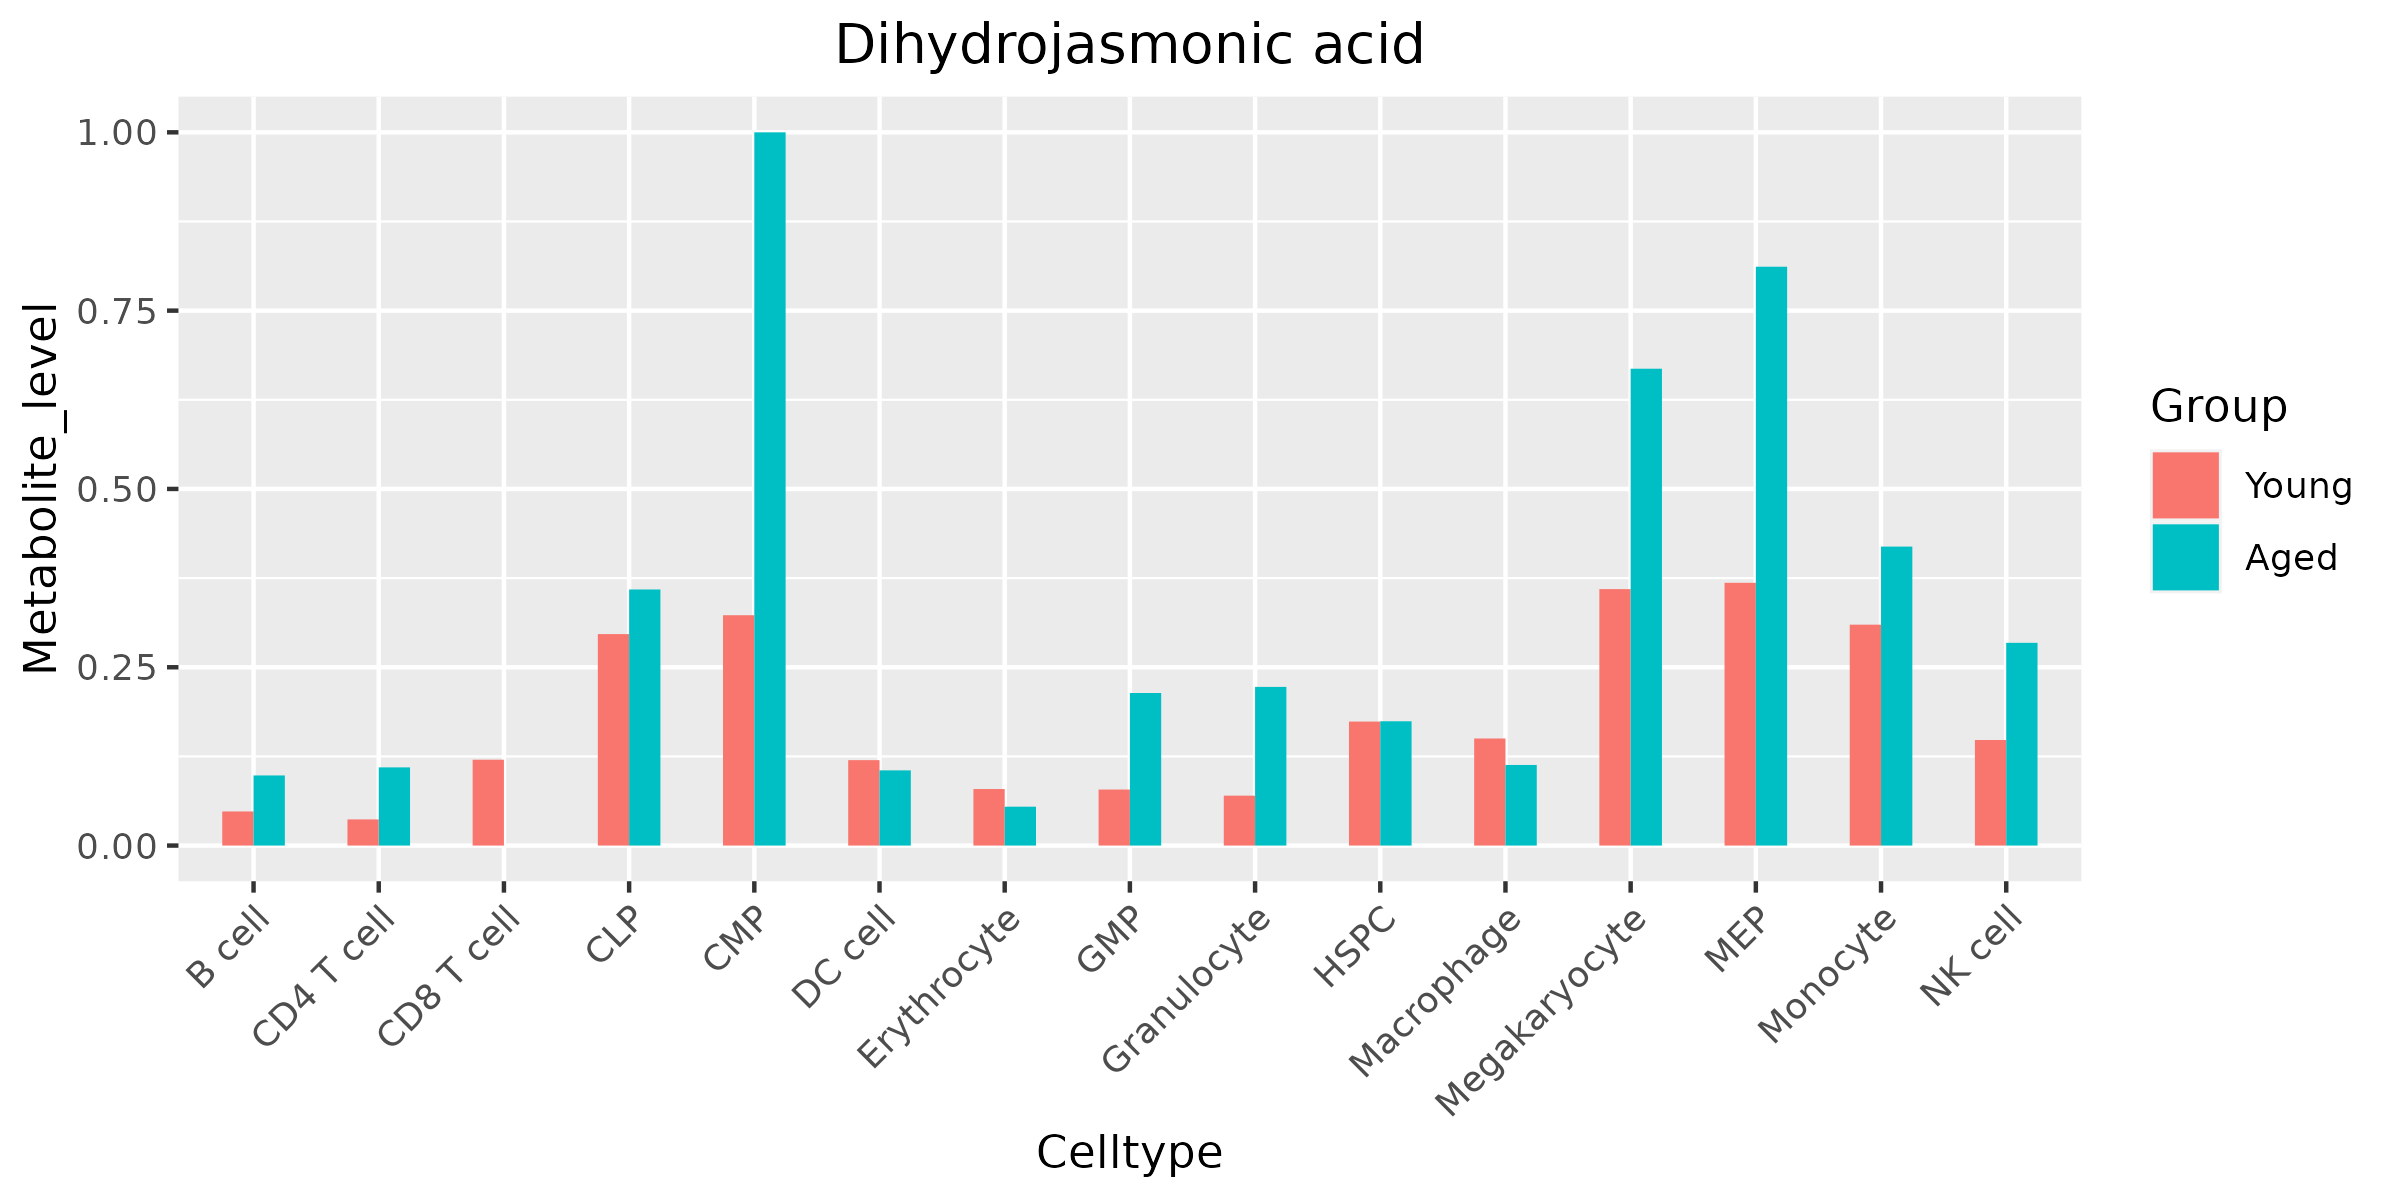 Dihydrojasmonic acid
Metabolite_level
1.00
0.75
0.50
0.25
0.00
B cell
CD4 T cell
CD8 T cell
CLP
CMP
DC cell
Erythrocyte
GMP
Granulocyte
HSPC
Macrophage
Megakaryocyte
MEP
Monocyte
NK cell
Celltype
Group
Young
Aged